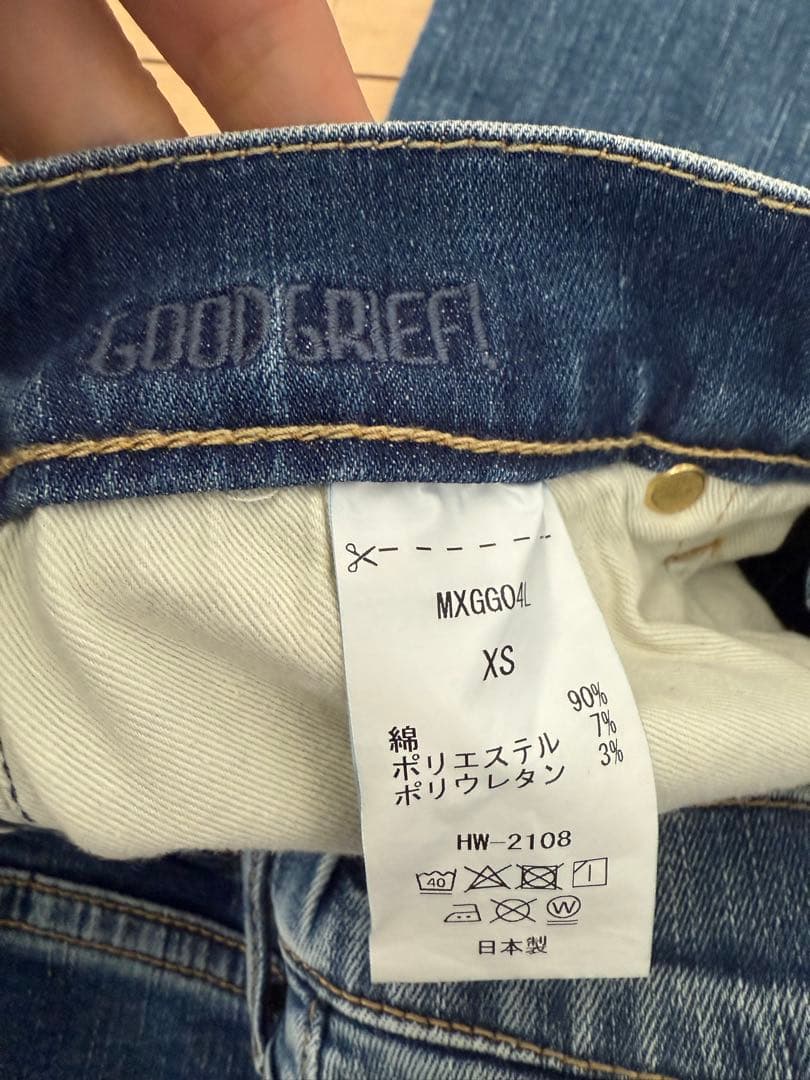 GOOD GRIEF!
MXGG04L
XS
綿 90%
ポリエステル 7%
ポリウレタン 3%
HW-2108
40
W
日本製